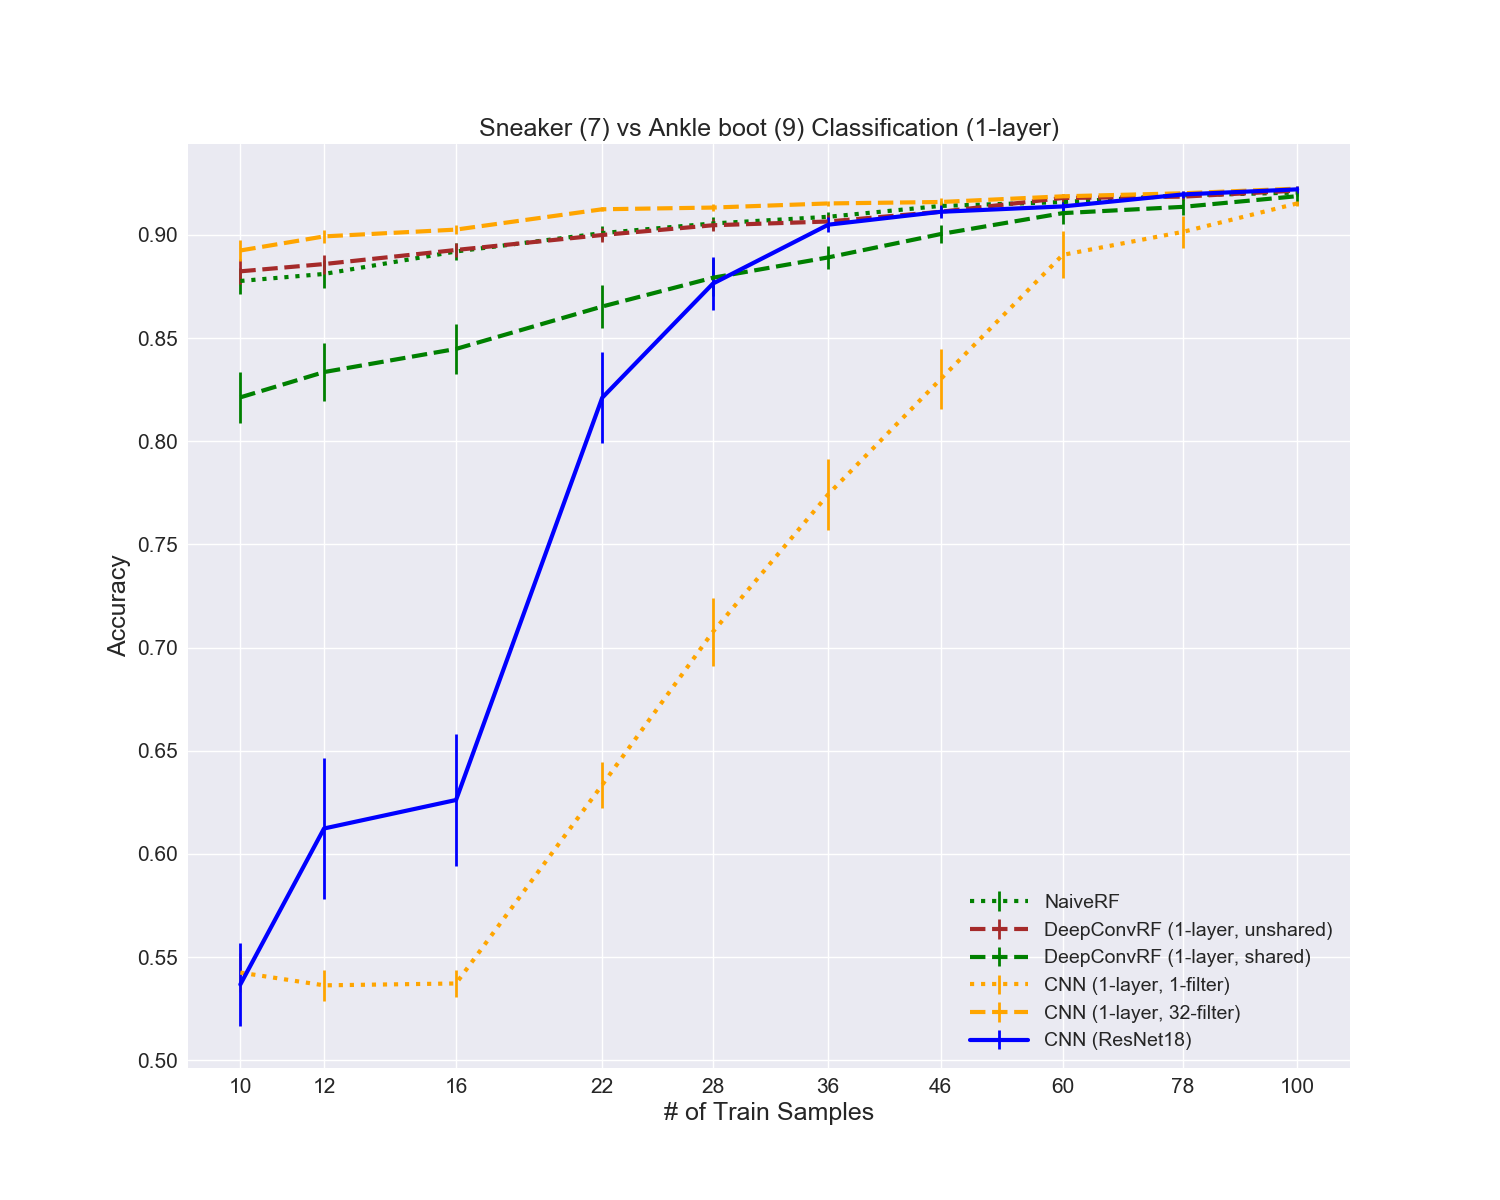 Sneaker (7) vs Ankle boot (9) Classification (1-layer)
Accuracy
0.90
0.85
0.80
0.75
0.70
0.65
0.60
0.55
0.50
NaiveRF
DeepConvRF (1-layer, unshared)
DeepConvRF (1-layer, shared)
CNN (1-layer, 1-filter)
CNN (1-layer, 32-filter)
CNN (ResNet18)
10 12 16 22 28 36 46 60 78 100
# of Train Samples